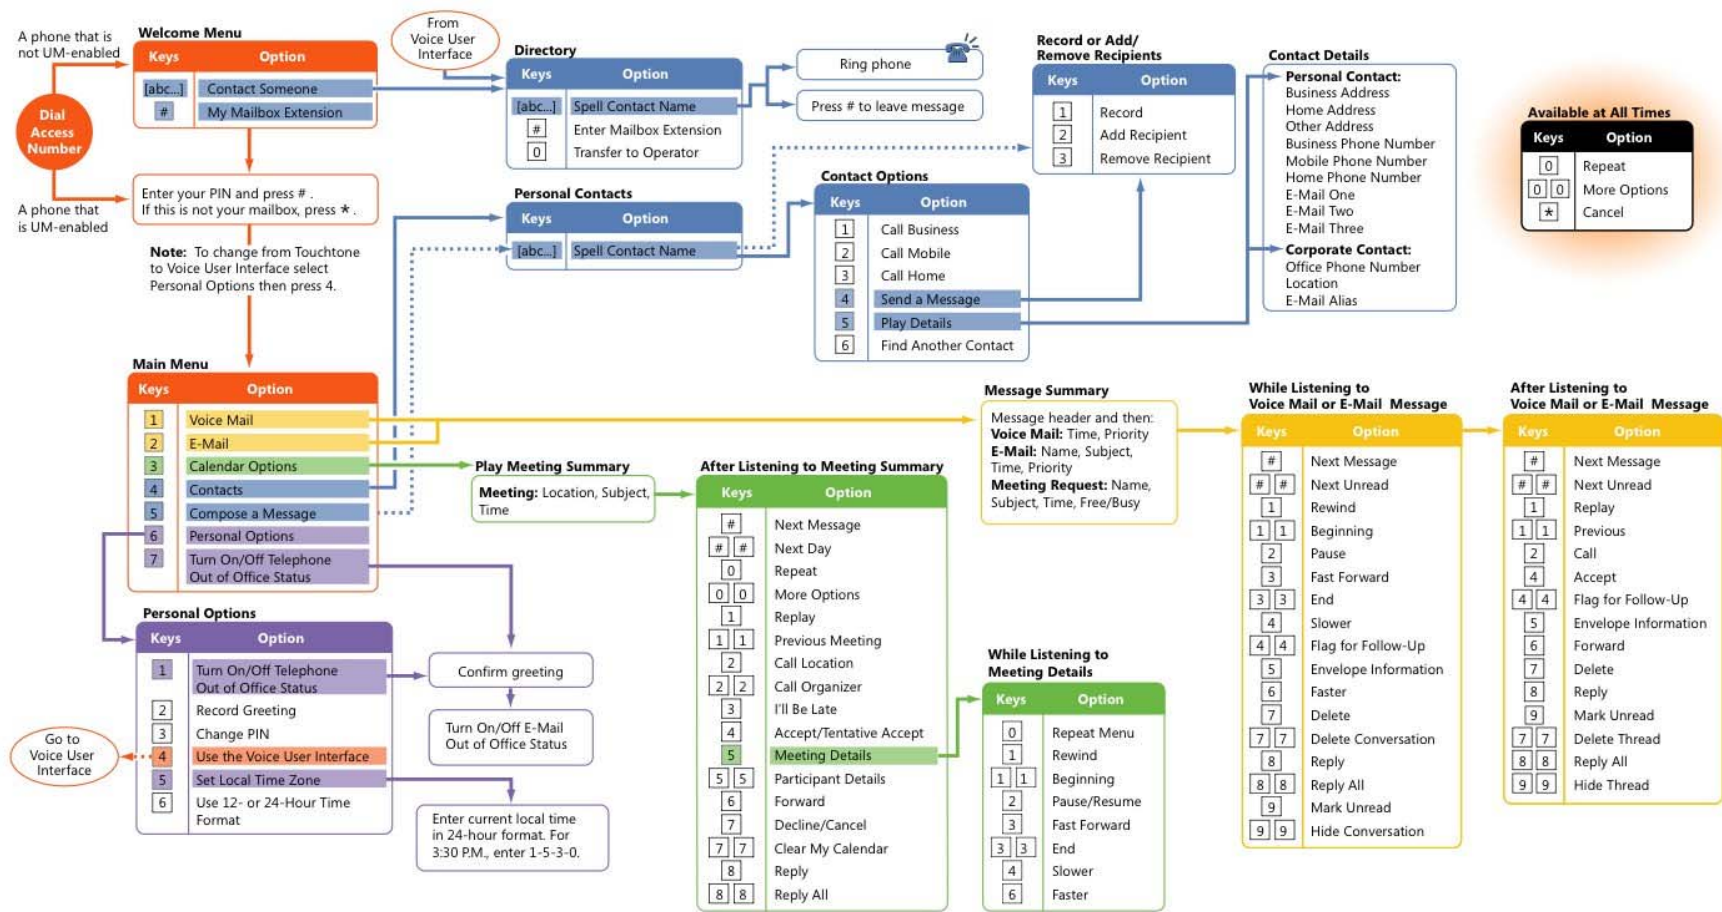 A phone that is
not UM-enabled
Dial
Access
Number
A phone that
is UM-enabled
Welcome Menu
Keys Option
[abc...] Contact Someone
# My Mailbox Extension
Enter your PIN and press # .
If this is not your mailbox, press * .
Note: To change from Touchtone
to Voice User Interface select
Personal Options then press 4.
From
Voice User
Interface
Directory
Keys Option
[abc...] Spell Contact Name
# Enter Mailbox Extension
0 Transfer to Operator
Ring phone
Press # to leave message
Personal Contacts
Keys Option
[abc...] Spell Contact Name
Contact Options
Keys Option
1 Call Business
2 Call Mobile
3 Call Home
4 Send a Message
5 Play Details
6 Find Another Contact
Record or Add/
Remove Recipients
Keys Option
1 Record
2 Add Recipient
3 Remove Recipient
Contact Details
Personal Contact:
Business Address
Home Address
Other Address
Business Phone Number
Mobile Phone Number
Home Phone Number
E-Mail One
E-Mail Two
E-Mail Three
Corporate Contact:
Office Phone Number
Location
E-Mail Alias
Available at All Times
Keys Option
0 Repeat
0 0 More Options
* Cancel
Main Menu
Keys Option
1 Voice Mail
2 E-Mail
3 Calendar Options
4 Contacts
5 Compose a Message
6 Personal Options
7 Turn On/Off Telephone
Out of Office Status
Personal Options
Keys Option
1 Turn On/Off Telephone
Out of Office Status
2 Record Greeting
3 Change PIN
4 Use the Voice User Interface
5 Set Local Time Zone
6 Use 12- or 24-Hour Time
Format
Go to
Voice User
Interface
Confirm greeting
Turn On/Off E-Mail
Out of Office Status
Enter current local time
in 24-hour format. For
3:30 P.M., enter 1-5-3-0.
Play Meeting Summary
Meeting: Location, Subject,
Time
After Listening to Meeting Summary
Keys Option
# Next Message
# # Next Day
0 Repeat
0 0 More Options
1 Replay
1 1 Previous Meeting
2 Call Location
2 2 Call Organizer
3 I'll Be Late
4 Accept/Tentative Accept
5 Meeting Details
5 5 Participant Details
6 Forward
7 Decline/Cancel
7 7 Clear My Calendar
8 Reply
8 8 Reply All
While Listening to
Meeting Details
Keys Option
0 Repeat Menu
1 Rewind
1 1 Beginning
2 Pause/Resume
3 Fast Forward
3 3 End
4 Slower
6 Faster
Message Summary
Message header and then:
Voice Mail: Time, Priority
E-Mail: Name, Subject,
Time, Priority
Meeting Request: Name,
Subject, Time, Free/Busy
While Listening to
Voice Mail or E-Mail Message
Keys Option
# Next Message
# # Next Unread
1 Rewind
1 1 Beginning
2 Pause
3 Fast Forward
3 3 End
4 Slower
4 4 Flag for Follow-Up
5 Envelope Information
6 Faster
7 Delete
7 7 Delete Conversation
8 Reply
8 8 Reply All
9 Mark Unread
9 9 Hide Conversation
After Listening to
Voice Mail or E-Mail Message
Keys Option
# Next Message
# # Next Unread
1 Replay
1 1 Previous
2 Call
4 Accept
4 4 Flag for Follow-Up
5 Envelope Information
6 Forward
7 Delete
8 Reply
9 Mark Unread
7 7 Delete Thread
8 8 Reply All
9 9 Hide Thread